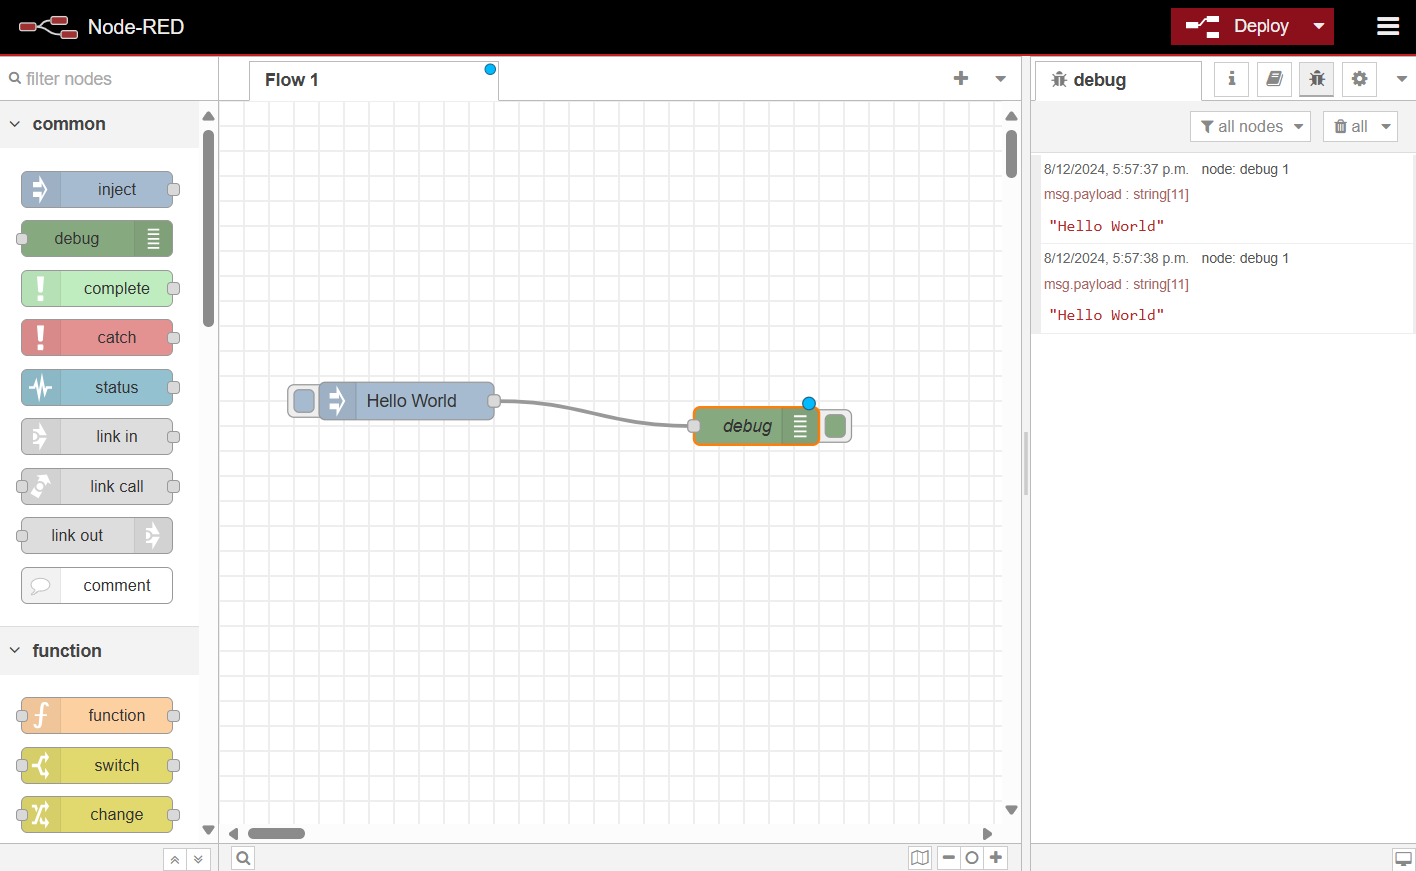 Node-RED
Deploy
filter nodes
Flow 1
debug
common
all nodes
all
inject
debug
complete
catch
status
link in
link call
link out
comment
function
function
switch
change
Hello World
debug
8/12/2024, 5:57:37 p.m. node: debug 1
msg.payload : string[11]
"Hello World"
8/12/2024, 5:57:38 p.m. node: debug 1
msg.payload : string[11]
"Hello World"